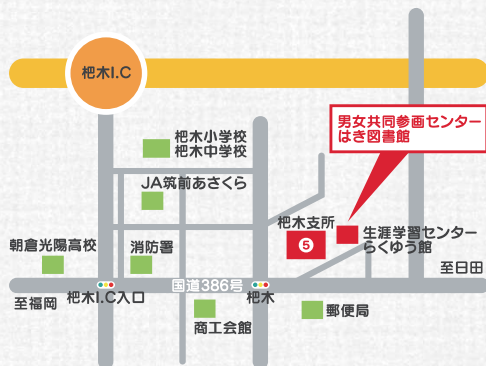 杷木I.C
男女共同参画センター
はき図書館
杷木小学校
杷木中学校
JA筑前あさくら
杷木支所
5
生涯学習センター
らくゆう館
朝倉光陽高校
消防署
至日田
国道386号
至福岡
杷木I.C入口
杷木
商工会館
郵便局